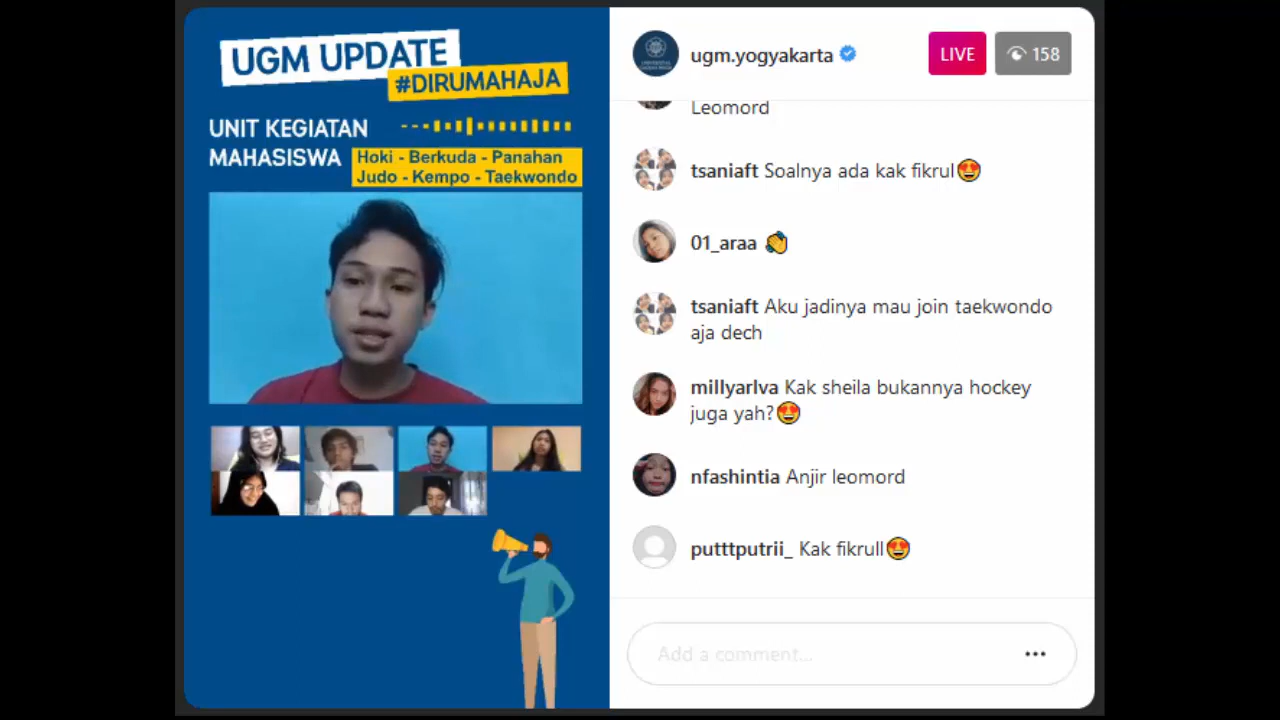 UGM UPDATE
#DIRUMAHAJA
UNIT KEGIATAN
MAHASISWA
Hoki - Berkuda - Panahan
Judo - Kempo - Taekwondo
ugm.yogyakarta
LIVE
158
Leomord
tsaniaft Soalnya ada kak fikrul😍
01_araa 👏
tsaniaft Aku jadinya mau join taekwondo
aja dech
millyarlva Kak sheila bukannya hockey
juga yah?😍
nfashintia Anjir leomord
putttputrii_ Kak fikrull😍
Add a comment...